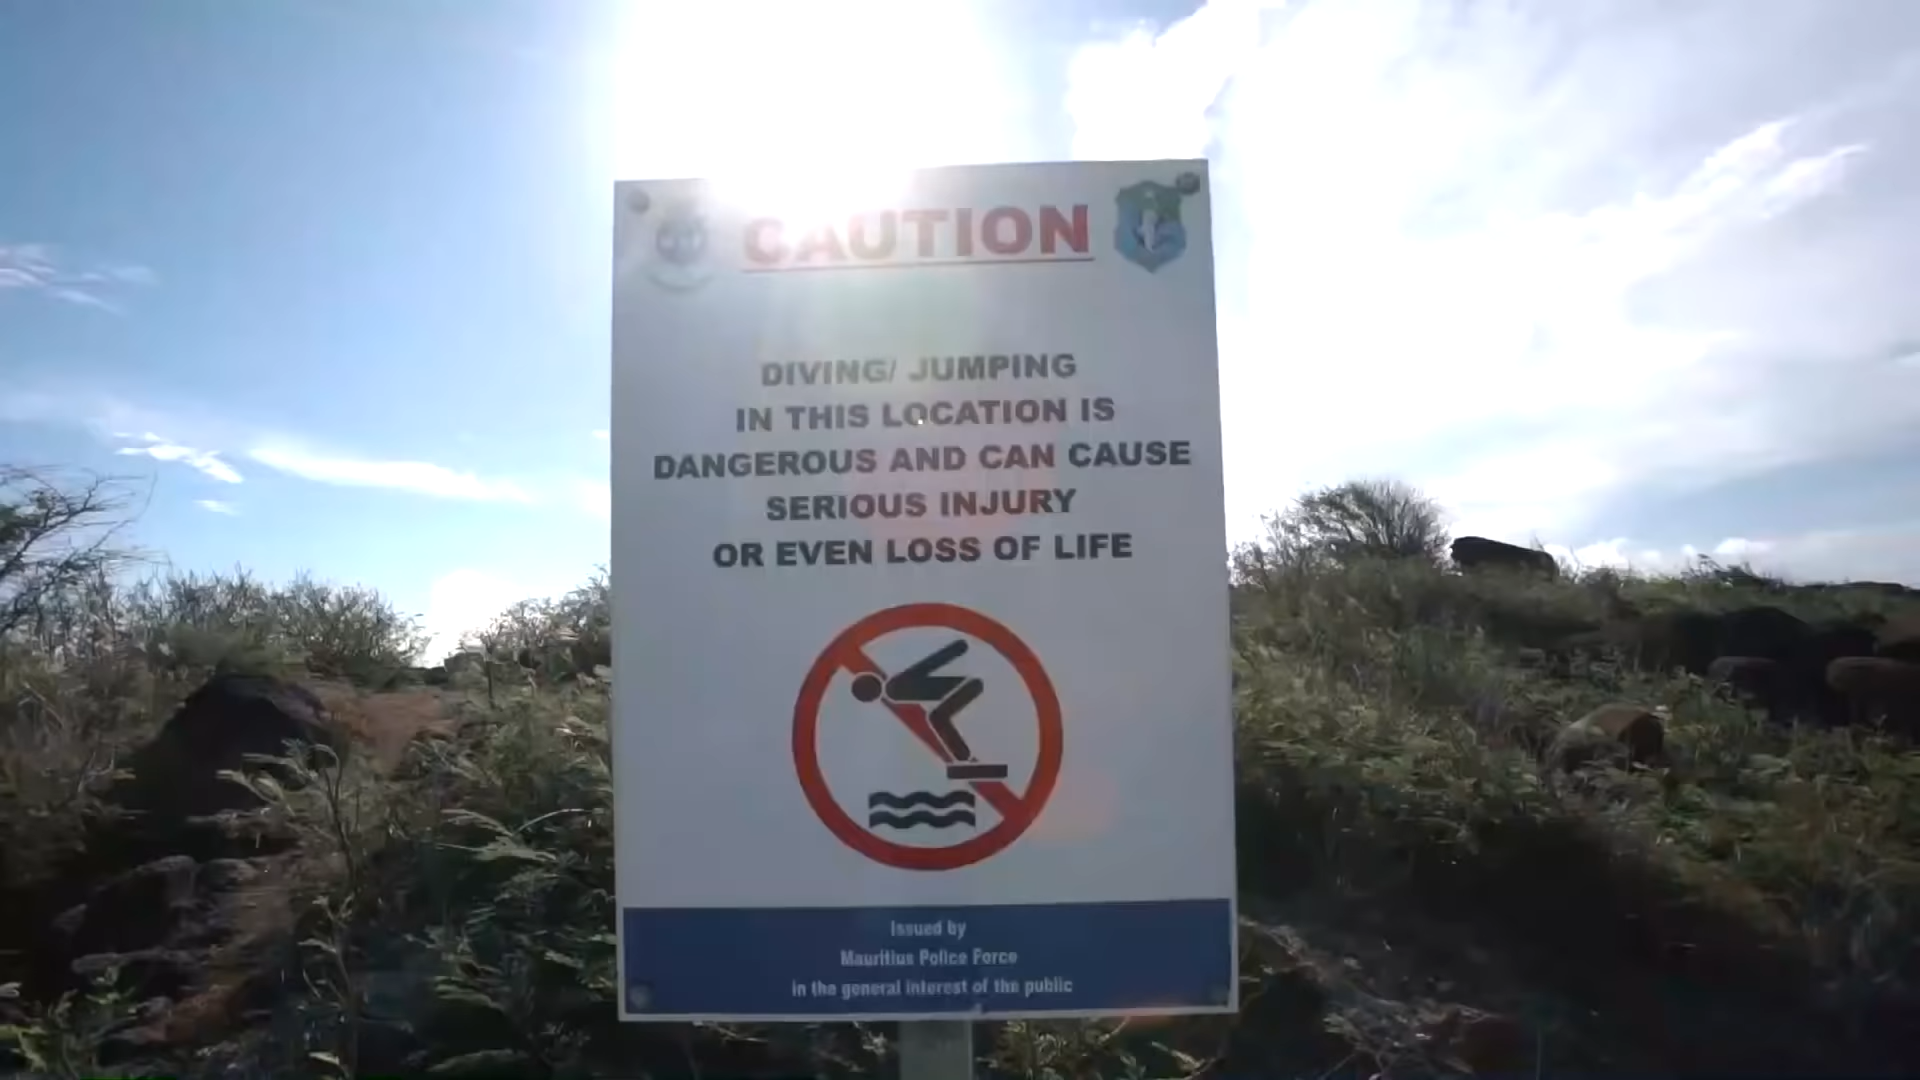 CAUTION
DIVING/ JUMPING
IN THIS LOCATION IS
DANGEROUS AND CAN CAUSE
SERIOUS INJURY
OR EVEN LOSS OF LIFE
Issued by
Mauritius Police Force
in the general interest of the public